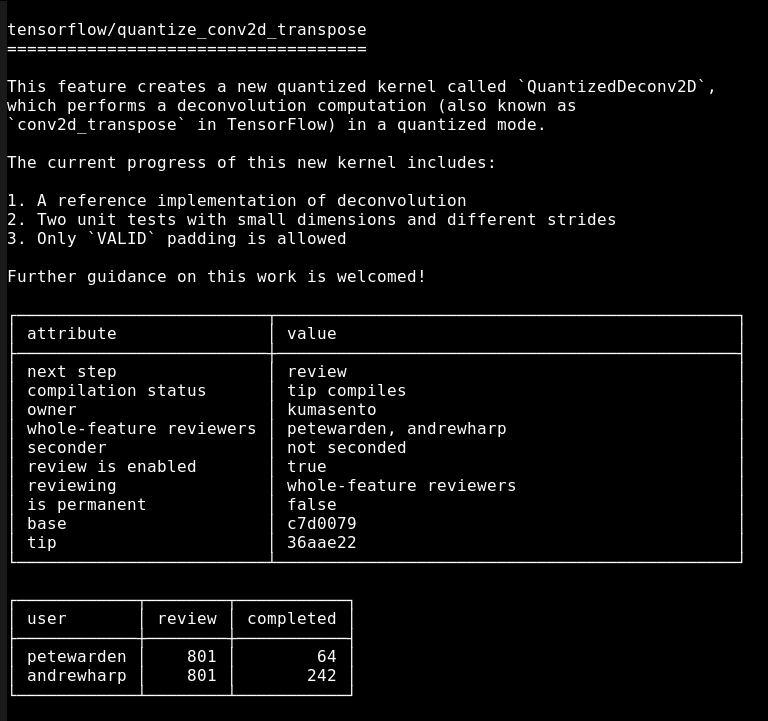 tensorflow/quantize_conv2d_transpose
====================================
This feature creates a new quantized kernel called `QuantizedDeconv2D`,
which performs a deconvolution computation (also known as
`conv2d_transpose` in TensorFlow) in a quantized mode.
The current progress of this new kernel includes:
1. A reference implementation of deconvolution
2. Two unit tests with small dimensions and different strides
3. Only `VALID` padding is allowed
Further guidance on this work is welcomed!
attribute value
next step review
compilation status tip compiles
owner kumasento
whole-feature reviewers petewarden, andrewharp
seconder not seconded
review is enabled true
reviewing whole-feature reviewers
is permanent false
base c7d0079
tip 36aae22
user review completed
petewarden 801 64
andrewharp 801 242